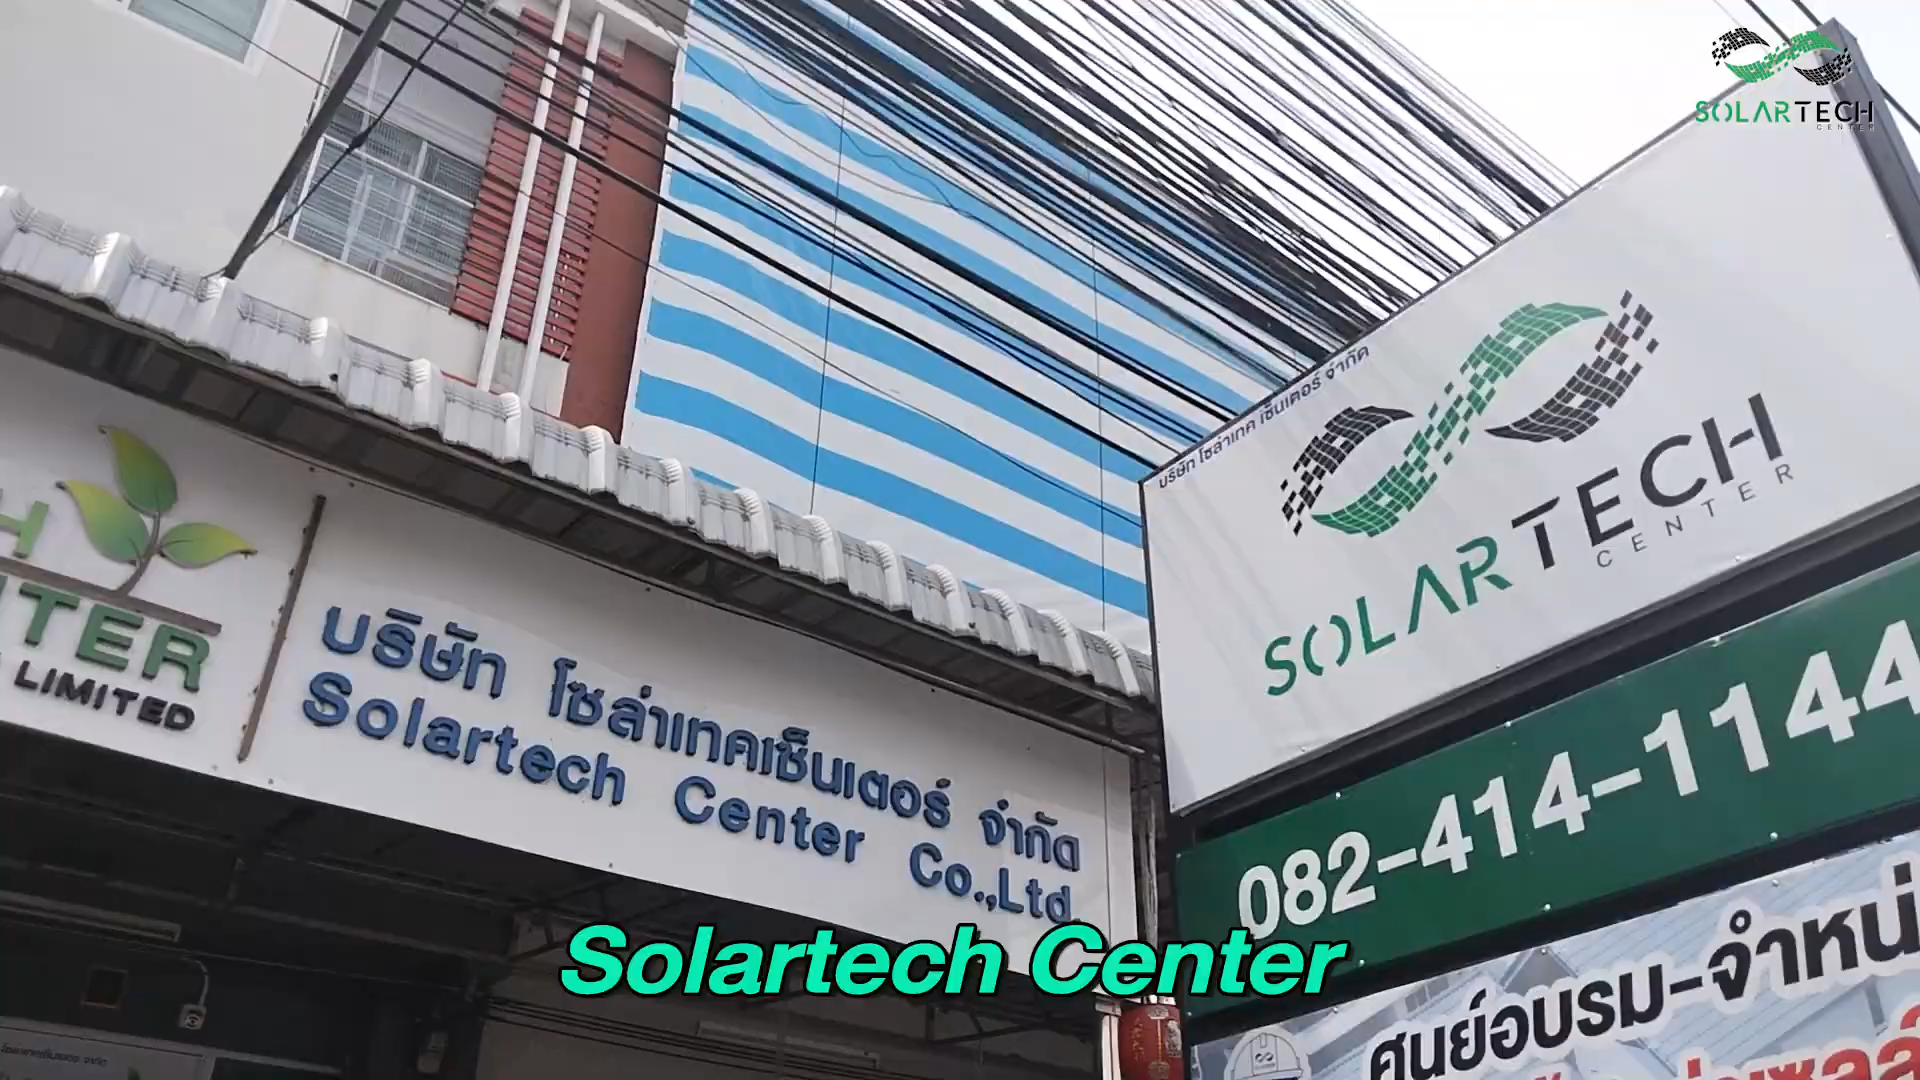 SOLARTECH
CENTER
บริษัท โซล่าเทค เซ็นเตอร์ จำกัด
SOLARTECH
CENTER
082-414-1144
ศูนย์อบรม-จำหน่
LIMITED
บริษัท โซล่าเทคเซ็นเตอร์ จำกัด
Solartech Center Co.,Ltd.
Solartech Center